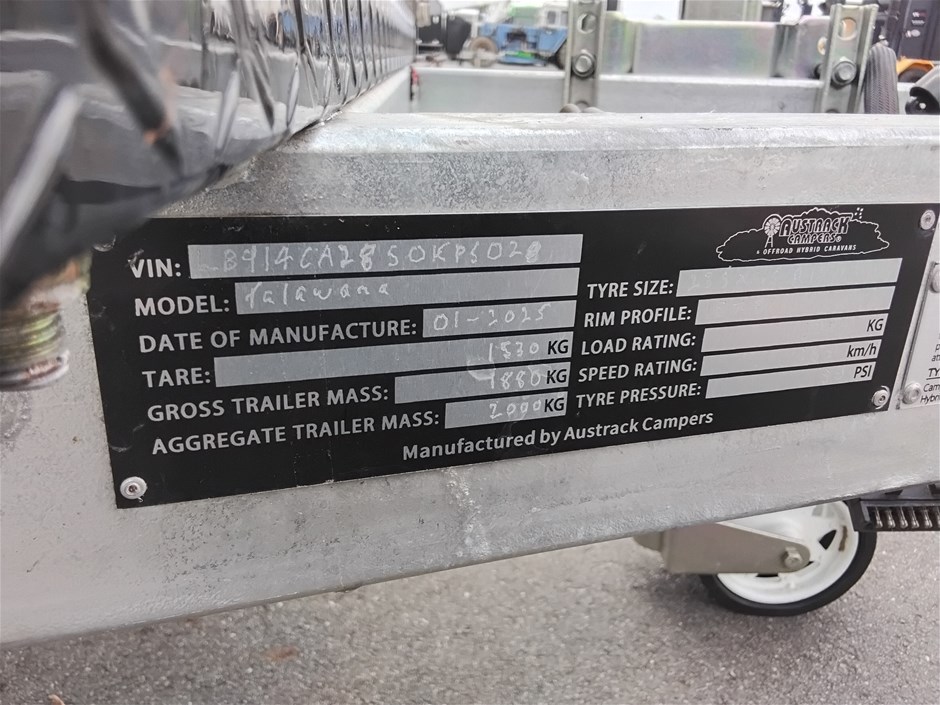 AUSTRACK
CAMPERS
& OFFROAD HYBRID CARAVANS
VIN:
MODEL: Talawana
DATE OF MANUFACTURE: 01-2025
TARE: 1530 KG
GROSS TRAILER MASS: 1880 KG
AGGREGATE TRAILER MASS: 2000 KG
TYRE SIZE:
RIM PROFILE:
LOAD RATING: KG
SPEED RATING: km/h
TYRE PRESSURE: PSI
Manufactured by Austrack Campers